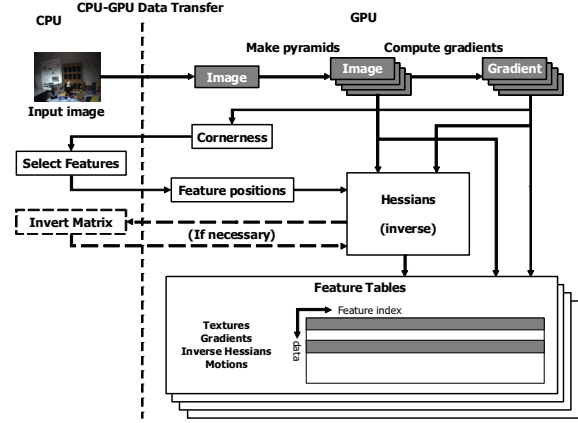 CPU-GPU Data Transfer
CPU
GPU
Make pyramids
Compute gradients
Image
Image
Gradient
Input image
Cornerness
Select Features
Feature positions
Hessians
(inverse)
Invert Matrix
(If necessary)
Feature Tables
Feature index
data
Textures
Gradients
Inverse Hessians
Motions